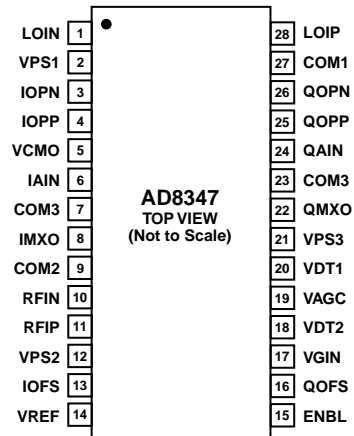 LOIN 1 28 LOIP
VPS1 2 27 COM1
IOPN 3 26 QOPN
IOPP 4 25 QOPP
VCMO 5 24 QAIN
IAIN 6 23 COM3
COM3 7 22 QMXO
IMXO 8 21 VPS3
COM2 9 20 VDT1
RFIN 10 19 VAGC
RFIP 11 18 VDT2
VPS2 12 17 VGIN
IOFS 13 16 QOFS
VREF 14 15 ENBL
AD8347
TOP VIEW
(Not to Scale)